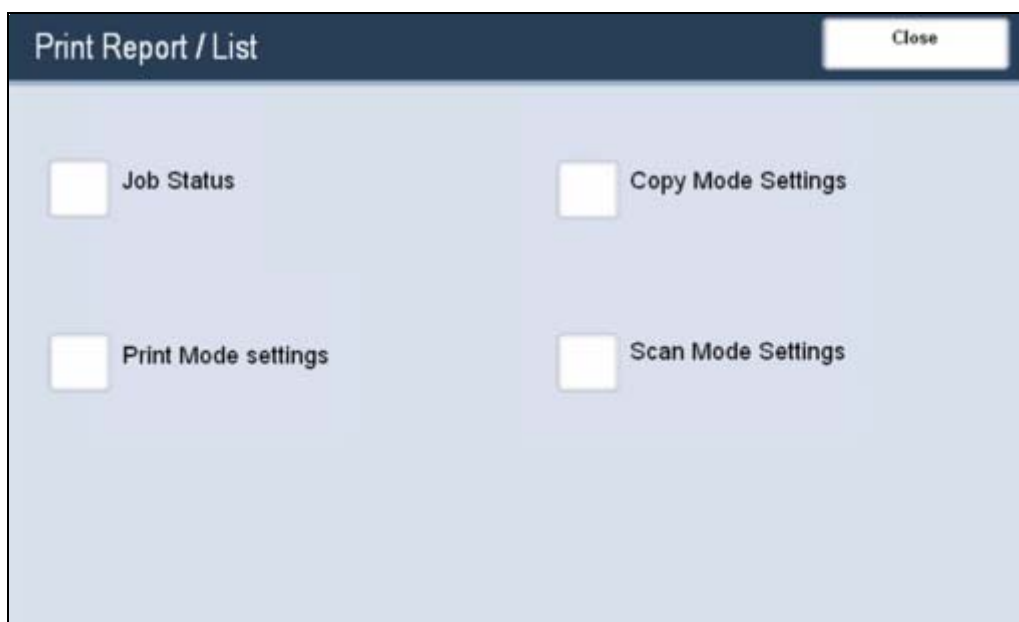 Print Report / List
Close
Job Status
Copy Mode Settings
Print Mode settings
Scan Mode Settings